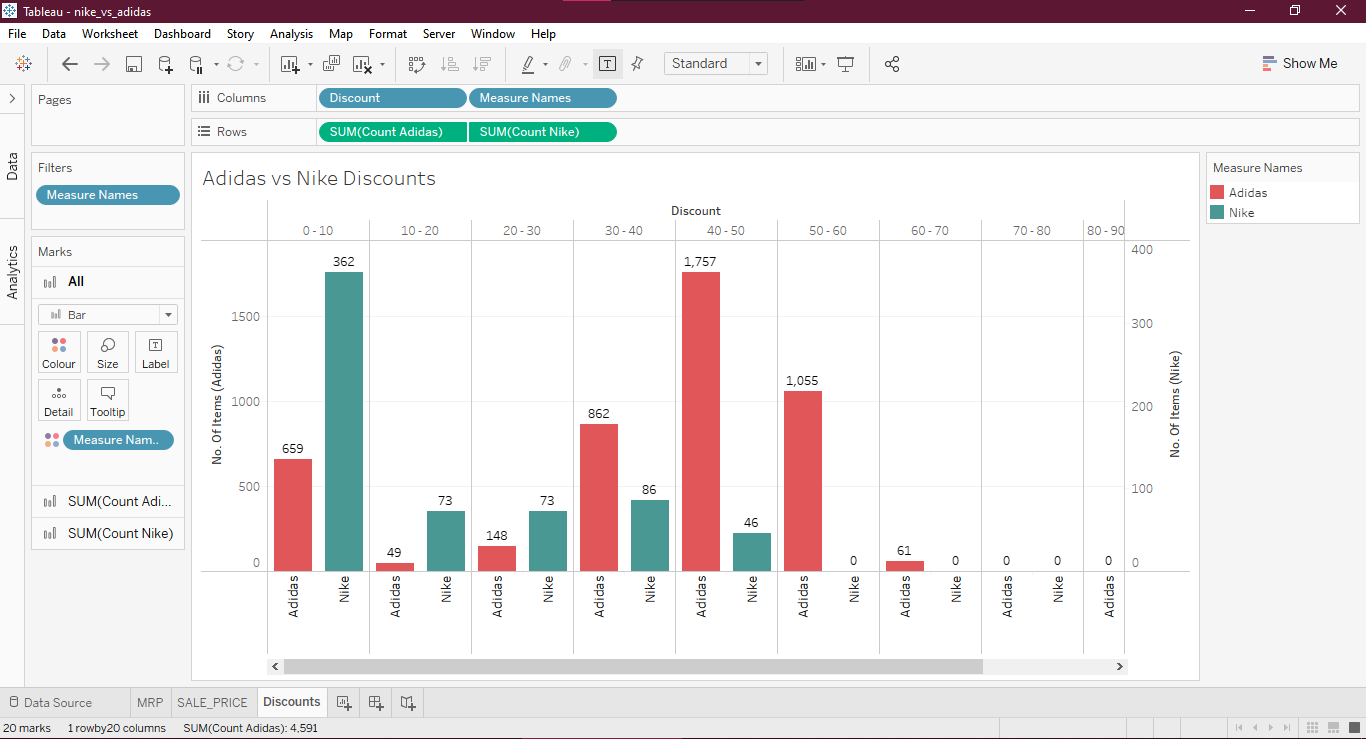 Tableau - nike_vs_adidas
File Data Worksheet Dashboard Story Analysis Map Format Server Window Help
Standard
Show Me
Data
Analytics
Pages
Filters
Measure Names
Marks
All
Bar
Colour Size Label
Detail Tooltip
Measure Nam..
SUM(Count Adi...
SUM(Count Nike)
Columns Discount Measure Names
Rows SUM(Count Adidas) SUM(Count Nike)
Adidas vs Nike Discounts
Discount
0 - 10 10 - 20 20 - 30 30 - 40 40 - 50 50 - 60 60 - 70 70 - 80 80 - 90
No. Of Items (Adidas)
1500
1000
500
0
659 362 49 73 148 73 862 86 1,757 46 1,055 0 61 0 0 0 0
400
300
200
100
0
No. Of Items (Nike)
Adidas Nike Adidas Nike Adidas Nike Adidas Nike Adidas Nike Adidas Nike Adidas Nike Adidas Nike Adidas
Measure Names
Adidas
Nike
Data Source MRP SALE_PRICE Discounts
20 marks 1 rowby20 columns SUM(Count Adidas): 4,591